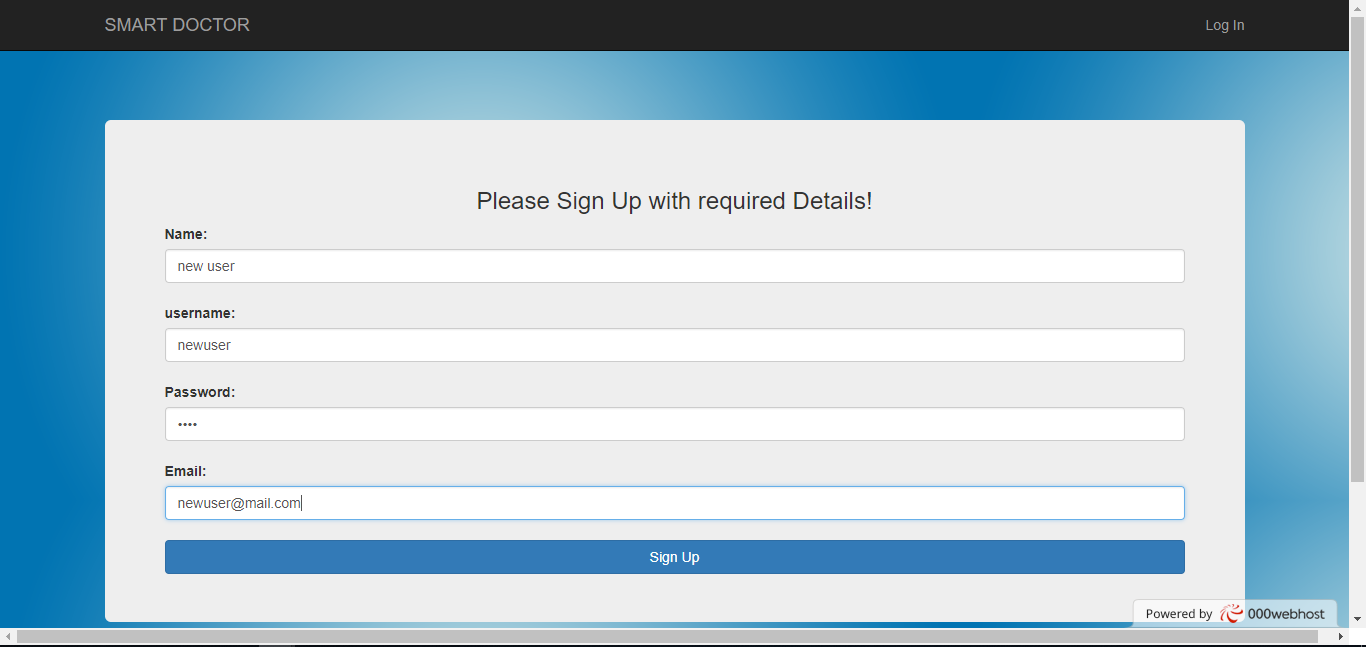 SMART DOCTOR
Log In
Please Sign Up with required Details!
Name:
new user
username:
newuser
Password:
••••
Email:
newuser@mail.com
Sign Up
Powered by 000webhost